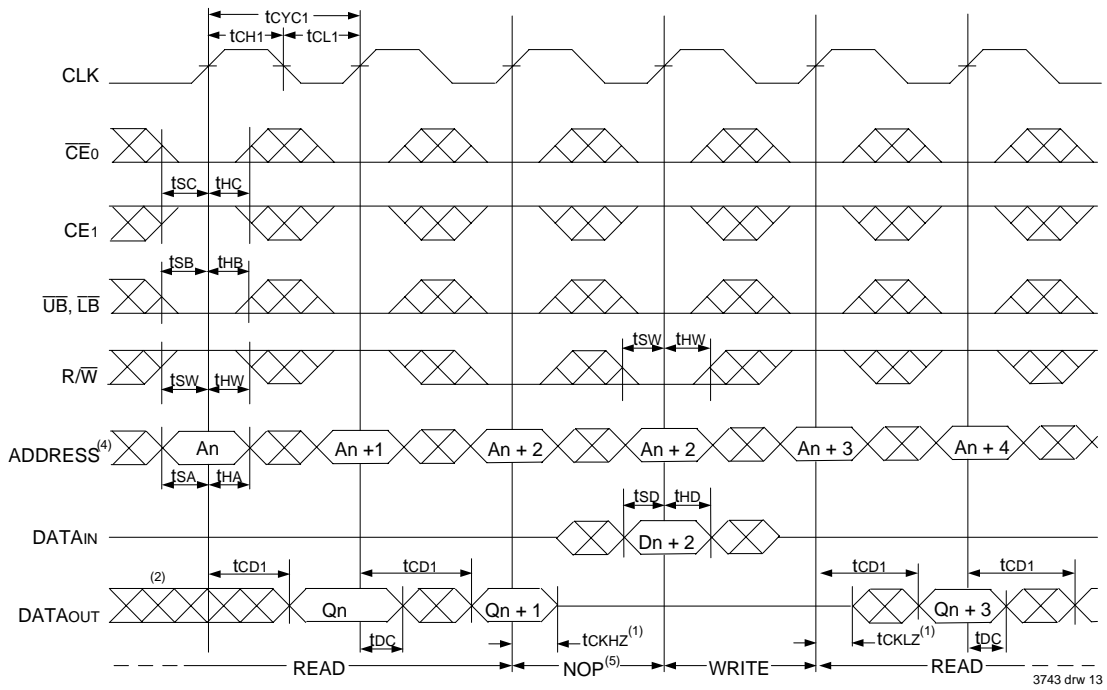 tCYC1
tCH1 tCL1
CLK
CE0
tSC tHC
CE1
tSB tHB
UB, LB
tSW tHW
R/W
tSW tHW
ADDRESS(4) An An +1 An + 2 An + 2 An + 3 An + 4
tSA tHA
tSD tHD
DATAIN Dn + 2
tCD1 tCD1 tCD1 tCD1
(2)
DATAOUT Qn Qn + 1 Qn + 3
tDC tCKHZ(1) tCKLZ(1) tDC
READ NOP(5) WRITE READ
3743 drw 13